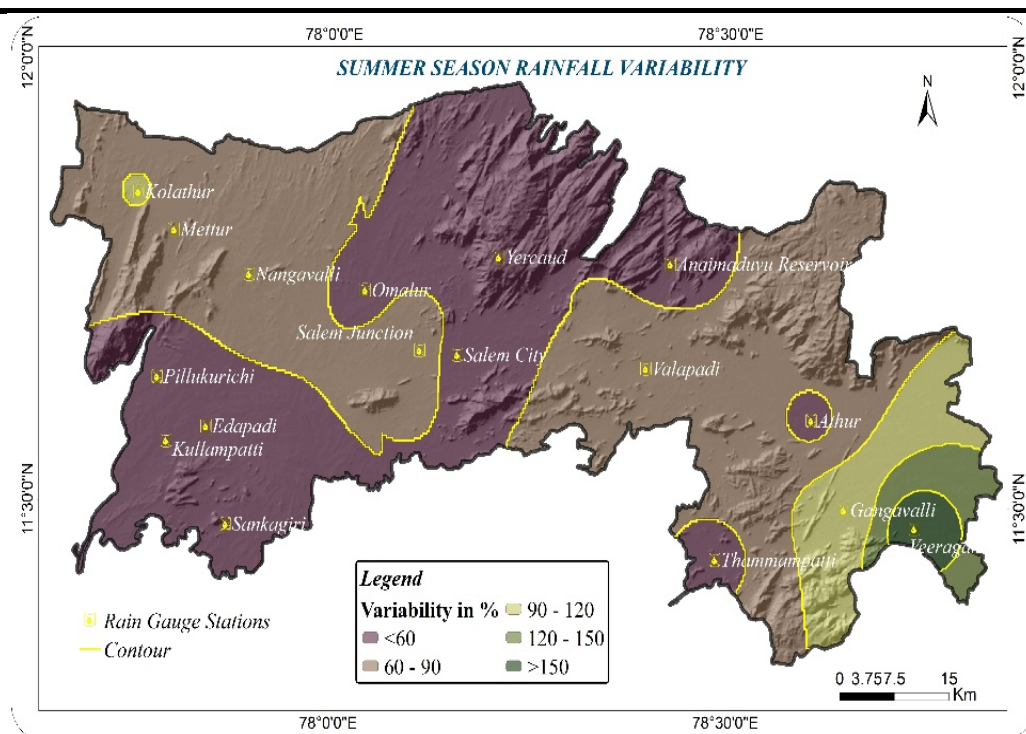 78°0'0"E 78°30'0"E
12°0'0"N
12°0'0"N
SUMMER SEASON RAINFALL VARIABILITY
N
Kolathur
Mettur
Nangavalli
Yercaud
Anaimaduvu Reservoir
Omalur
Salem Junction
Salem City
Valapadi
Pillukurichi
Edapadi
Kullampatti
Athur
Sankagiri
Gangavalli
Veeragan
Thammampatti
11°30'0"N
11°30'0"N
Rain Gauge Stations
Contour
Legend
Variability in %
<60
60 - 90
90 - 120
120 - 150
>150
0 3.757.5 15
Km
78°0'0"E 78°30'0"E